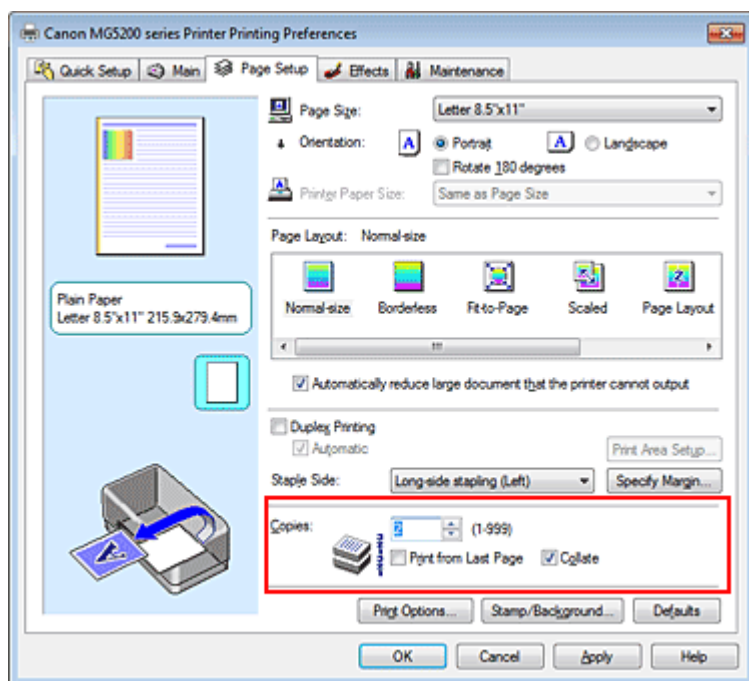 Canon MG5200 series Printer Printing Preferences
Quick Setup Main Page Setup Effects Maintenance
Page Size: Letter 8.5"x11"
Orientation: A Portrait A Landscape
Rotate 180 degrees
Printer Paper Size: Same as Page Size
Page Layout: Normal-size
Normal-size Borderless Fit-to-Page Scaled Page Layout
Plain Paper
Letter 8.5"x11" 215.9x279.4mm
Automatically reduce large document that the printer cannot output
Duplex Printing
Automatic Print Area Setup...
Staple Side: Long-side stapling (Left) Specify Margin...
Copies: 2 (1-999)
Print from Last Page Collate
Print Options... Stamp/Background... Defaults
OK Cancel Apply Help